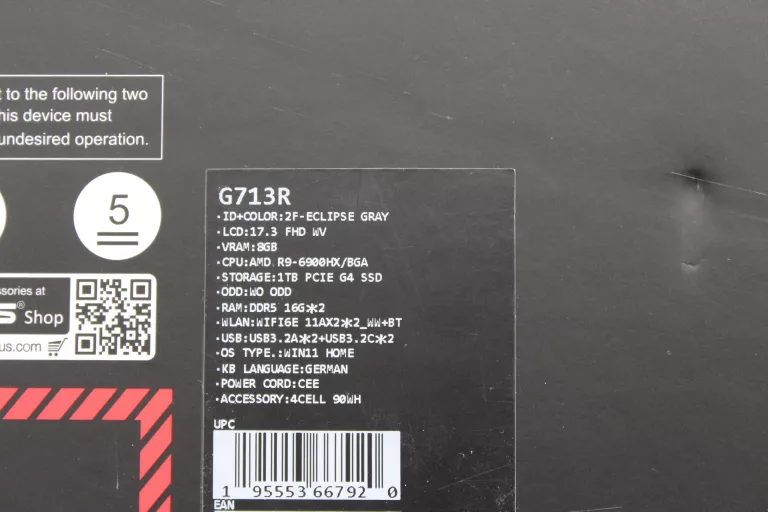 t to the following two
his device must
undesired operation.
5
ssories at
S® Shop
us.com
G713R
·ID+COLOR:2F-ECLIPSE GRAY
·LCD:17.3 FHD WV
·VRAM:8GB
·CPU:AMD R9-6900HX/BGA
·STORAGE:1TB PCIE G4 SSD
·ODD:WO ODD
·RAM:DDR5 16G*2
·WLAN:WIFI6E 11AX2*2_WW+BT
·USB:USB3.2A*2+USB3.2C*2
·OS TYPE.:WIN11 HOME
·KB LANGUAGE:GERMAN
·POWER CORD:CEE
·ACCESSORY:4CELL 90WH
UPC
1 95553 66792 0
EAN